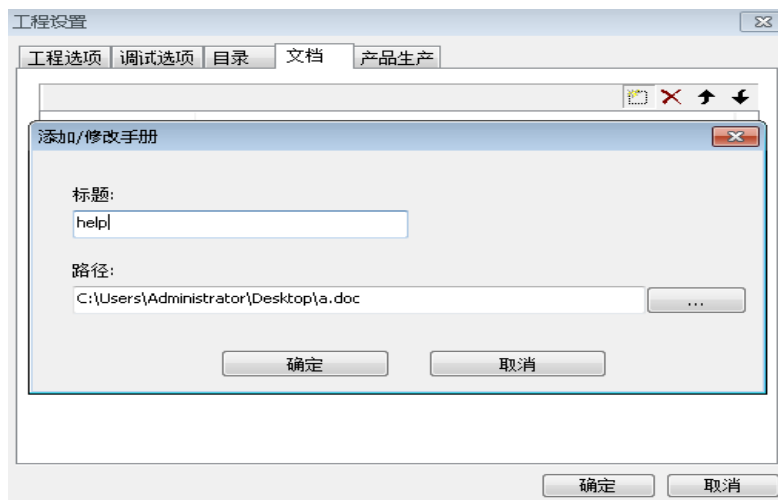 工程设置
工程选项 调试选项 目录 文档 产品生产
添加/修改手册
标题:
help
路径:
C:\Users\Administrator\Desktop\a.doc ...
确定 取消
确定 取消